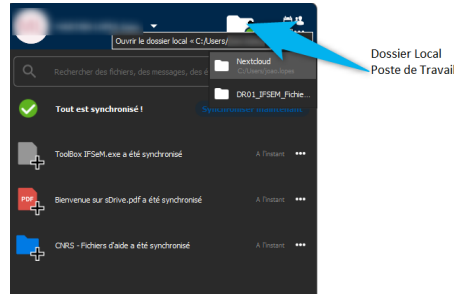 Ouvrir le dossier local « C:/Users/
Nextcloud
C:/Users/
Dossier Local
Poste de Travail
Rechercher des fichiers, des messages, des é
DR01_IFSEM_Fichie...
Tout est synchronisé !
Synchroniser maintenant
ToolBox IFSeM.exe a été synchronisé
A l'instant
PDF
Bienvenue sur sDrive.pdf a été synchronisé
A l'instant
CNRS - Fichiers d'aide a été synchronisé
A l'instant